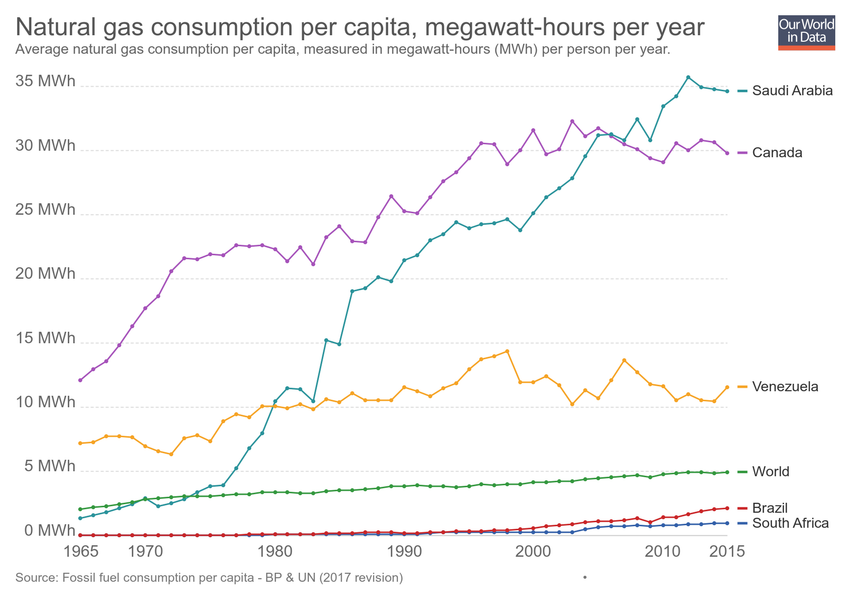 Natural gas consumption per capita, megawatt-hours per year
Our World
in Data
Average natural gas consumption per capita, measured in megawatt-hours (MWh) per person per year.
35 MWh
Saudi Arabia
30 MWh
Canada
25 MWh
20 MWh
15 MWh
Venezuela
10 MWh
5 MWh
World
Brazil
South Africa
0 MWh
1965 1970 1980 1990 2000 2010 2015
Source: Fossil fuel consumption per capita - BP & UN (2017 revision)